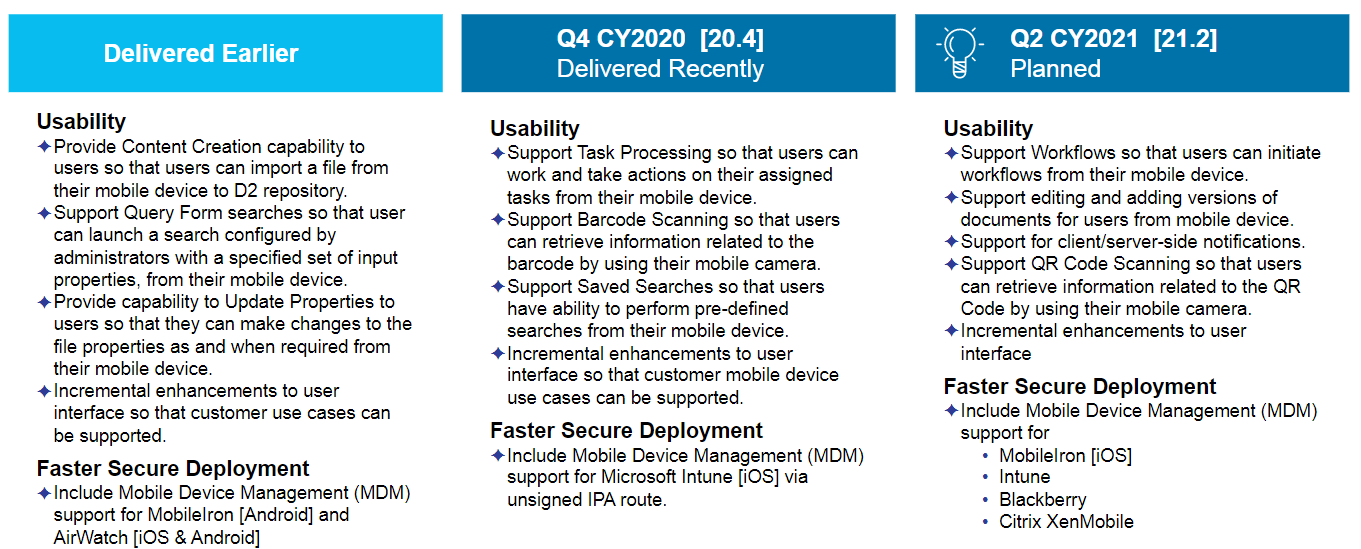 Delivered Earlier
Usability
✦Provide Content Creation capability to
users so that users can import a file from
their mobile device to D2 repository.
✦Support Query Form searches so that user
can launch a search configured by
administrators with a specified set of input
properties, from their mobile device.
✦Provide capability to Update Properties to
users so that they can make changes to the
file properties as and when required from
their mobile device.
✦Incremental enhancements to user
interface so that customer use cases can
be supported.
Faster Secure Deployment
✦Include Mobile Device Management (MDM)
support for MobileIron [Android] and
AirWatch [iOS & Android]
Q4 CY2020 [20.4]
Delivered Recently
Usability
✦Support Task Processing so that users can
work and take actions on their assigned
tasks from their mobile device.
✦Support Barcode Scanning so that users
can retrieve information related to the
barcode by using their mobile camera.
✦Support Saved Searches so that users
have ability to perform pre-defined
searches from their mobile device.
✦Incremental enhancements to user
interface so that customer mobile device
use cases can be supported.
Faster Secure Deployment
✦Include Mobile Device Management (MDM)
support for Microsoft Intune [iOS] via
unsigned IPA route.
Q2 CY2021 [21.2]
Planned
Usability
✦Support Workflows so that users can initiate
workflows from their mobile device.
✦Support editing and adding versions of
documents for users from mobile device.
✦Support for client/server-side notifications.
✦Support QR Code Scanning so that users
can retrieve information related to the QR
Code by using their mobile camera.
✦Incremental enhancements to user
interface
Faster Secure Deployment
✦Include Mobile Device Management (MDM)
support for
• MobileIron [iOS]
• Intune
• Blackberry
• Citrix XenMobile